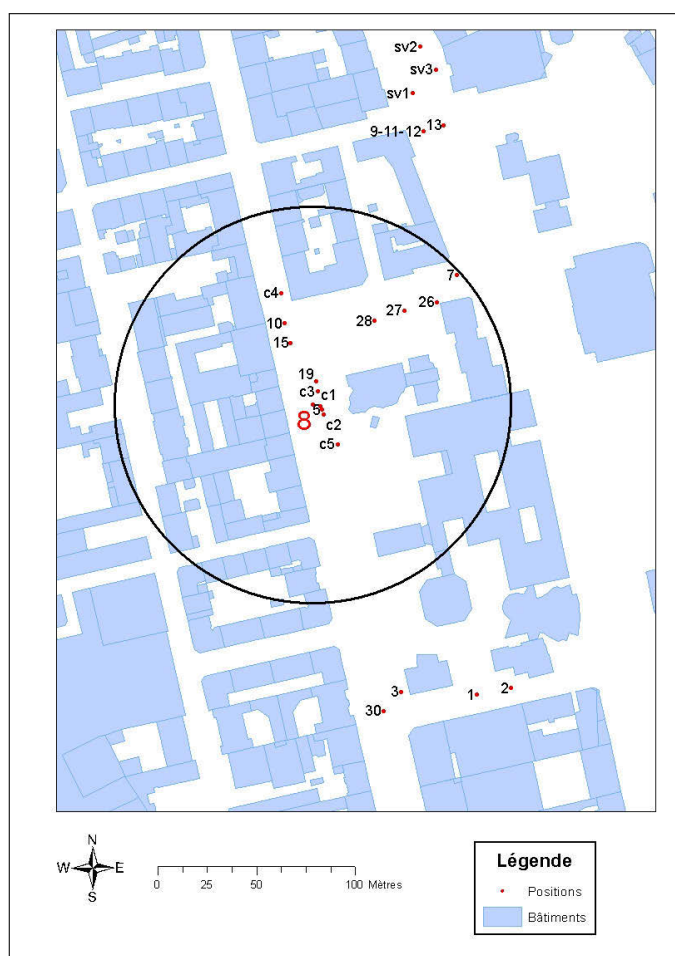 sv2
sv3
sv1
9-11-12
13
7
c4
26
27
28
10
15
19
c3
c1
5
8
c2
c5
3
2
1
30
N
W
E
S
0
25
50
100 Mètres
Légende
Positions
Bâtiments